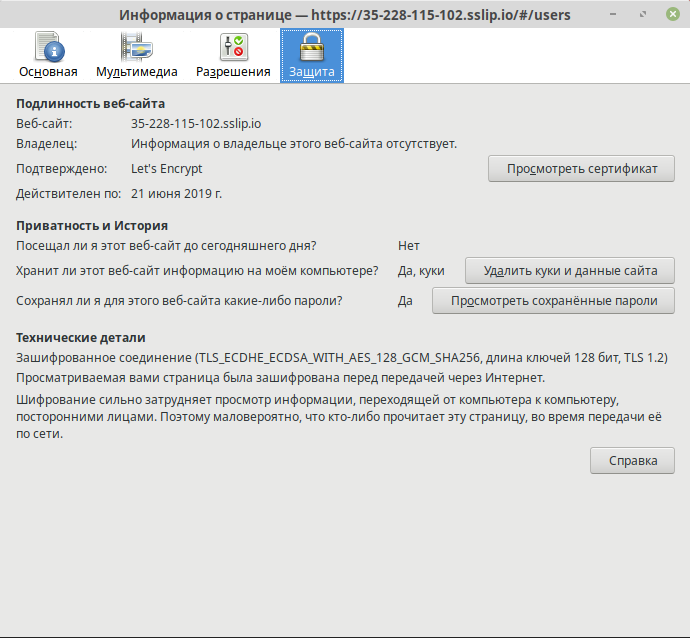 Информация о странице — https://35-228-115-102.sslip.io/#/users
Основная Мультимедиа Разрешения Защита
Подлинность веб-сайта
Веб-сайт: 35-228-115-102.sslip.io
Владелец: Информация о владельце этого веб-сайта отсутствует.
Подтверждено: Let's Encrypt Просмотреть сертификат
Действителен по: 21 июня 2019 г.
Приватность и История
Посещал ли я этот веб-сайт до сегодняшнего дня? Нет
Хранит ли этот веб-сайт информацию на моём компьютере? Да, куки Удалить куки и данные сайта
Сохранял ли я для этого веб-сайта какие-либо пароли? Да Просмотреть сохранённые пароли
Технические детали
Зашифрованное соединение (TLS_ECDHE_ECDSA_WITH_AES_128_GCM_SHA256, длина ключей 128 бит, TLS 1.2)
Просматриваемая вами страница была зашифрована перед передачей через Интернет.
Шифрование сильно затрудняет просмотр информации, переходящей от компьютера к компьютеру,
посторонними лицами. Поэтому маловероятно, что кто-либо прочитает эту страницу, во время передачи её
по сети.
Справка